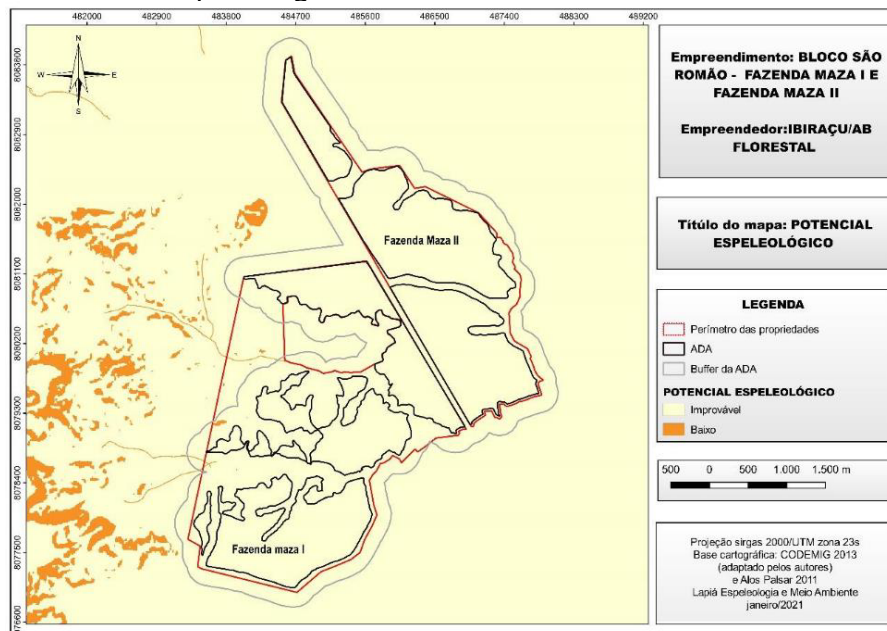 482000 482900 483800 484700 485600 486500 487400 488300 489200
8083800
8082900
8082000
8081100
8080200
8079300
8078400
8077500
8076600
N
W E
S
Fazenda Maza II
Fazenda maza I
Empreendimento: BLOCO SÃO
ROMÃO - FAZENDA MAZA I E
FAZENDA MAZA II
Empreendedor:IBIRAÇU/AB
FLORESTAL
Título do mapa: POTENCIAL
ESPELEOLÓGICO
LEGENDA
Perímetro das propriedades
ADA
Buffer da ADA
POTENCIAL ESPELEOLÓGICO
Improvável
Baixo
500 0 500 1.000 1.500 m
Projeção sirgas 2000/UTM zona 23s
Base cartográfica: CODEMIG 2013
(adaptado pelos autores)
e Alos Palsar 2011
Lapiá Espeleologia e Meio Ambiente
janeiro/2021